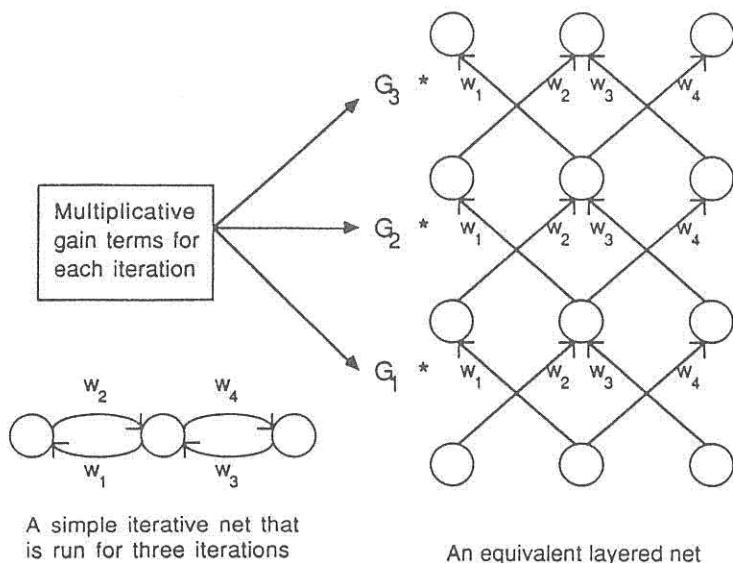 G3 *
w1
w2
w3
w4
Multiplicative
gain terms for
each iteration
G2 *
w1
w2
w3
w4
G1 *
w1
w2
w3
w4
w2
w4
w1
w3
A simple iterative net that
is run for three iterations
An equivalent layered net